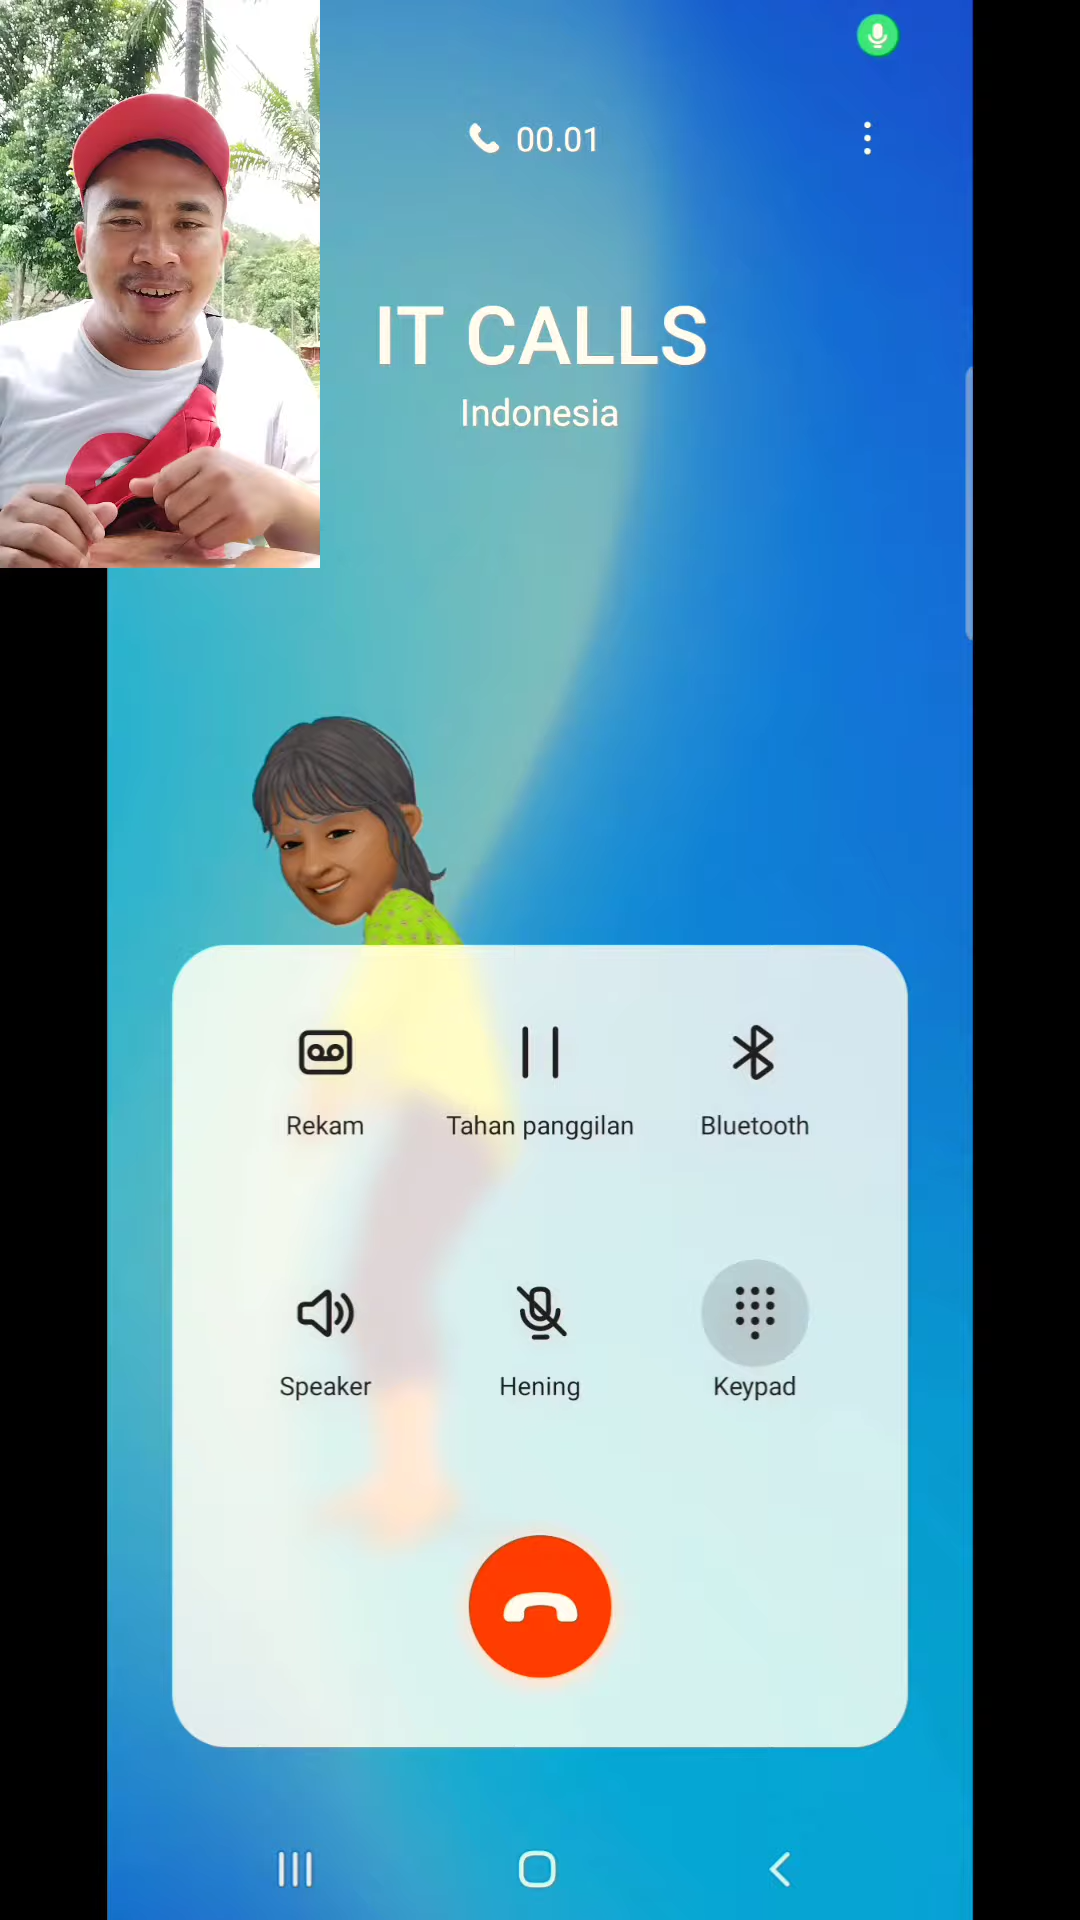 00.01
IT CALLS
Indonesia
Rekam
Tahan panggilan
Bluetooth
Speaker
Hening
Keypad